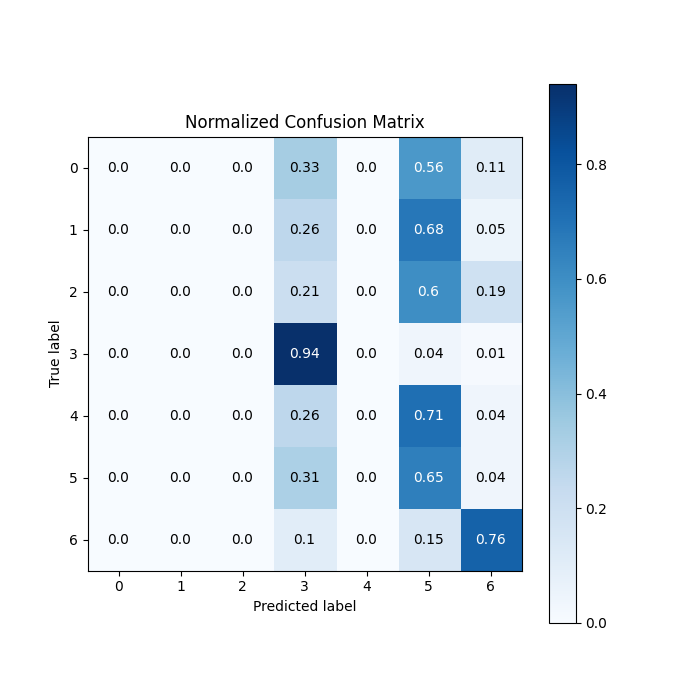 Normalized Confusion Matrix
0 0.0 0.0 0.0 0.33 0.0 0.56 0.11
1 0.0 0.0 0.0 0.26 0.0 0.68 0.05
2 0.0 0.0 0.0 0.21 0.0 0.6 0.19
3 0.0 0.0 0.0 0.94 0.0 0.04 0.01
4 0.0 0.0 0.0 0.26 0.0 0.71 0.04
5 0.0 0.0 0.0 0.31 0.0 0.65 0.04
6 0.0 0.0 0.0 0.1 0.0 0.15 0.76
0 1 2 3 4 5 6
Predicted label
True label
0.8
0.6
0.4
0.2
0.0